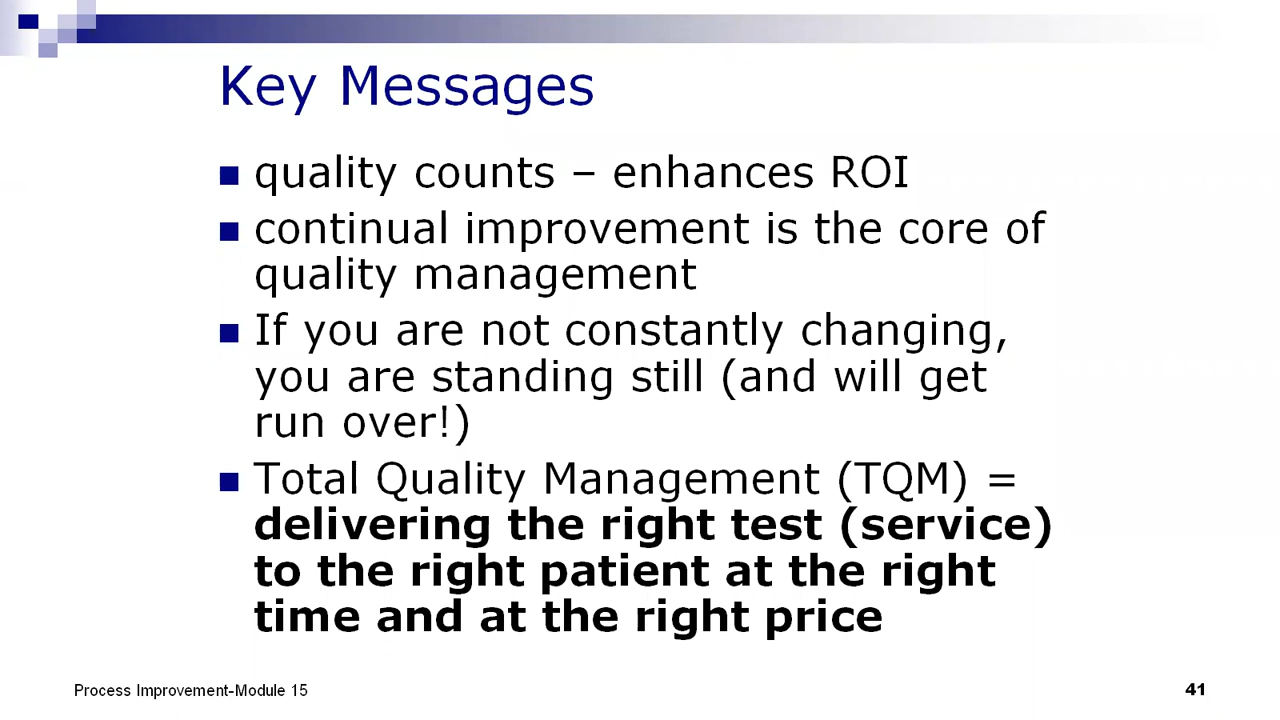 Key Messages
quality counts – enhances ROI
continual improvement is the core of
quality management
If you are not constantly changing,
you are standing still (and will get
run over!)
Total Quality Management (TQM) =
delivering the right test (service)
to the right patient at the right
time and at the right price
Process Improvement-Module 15
41